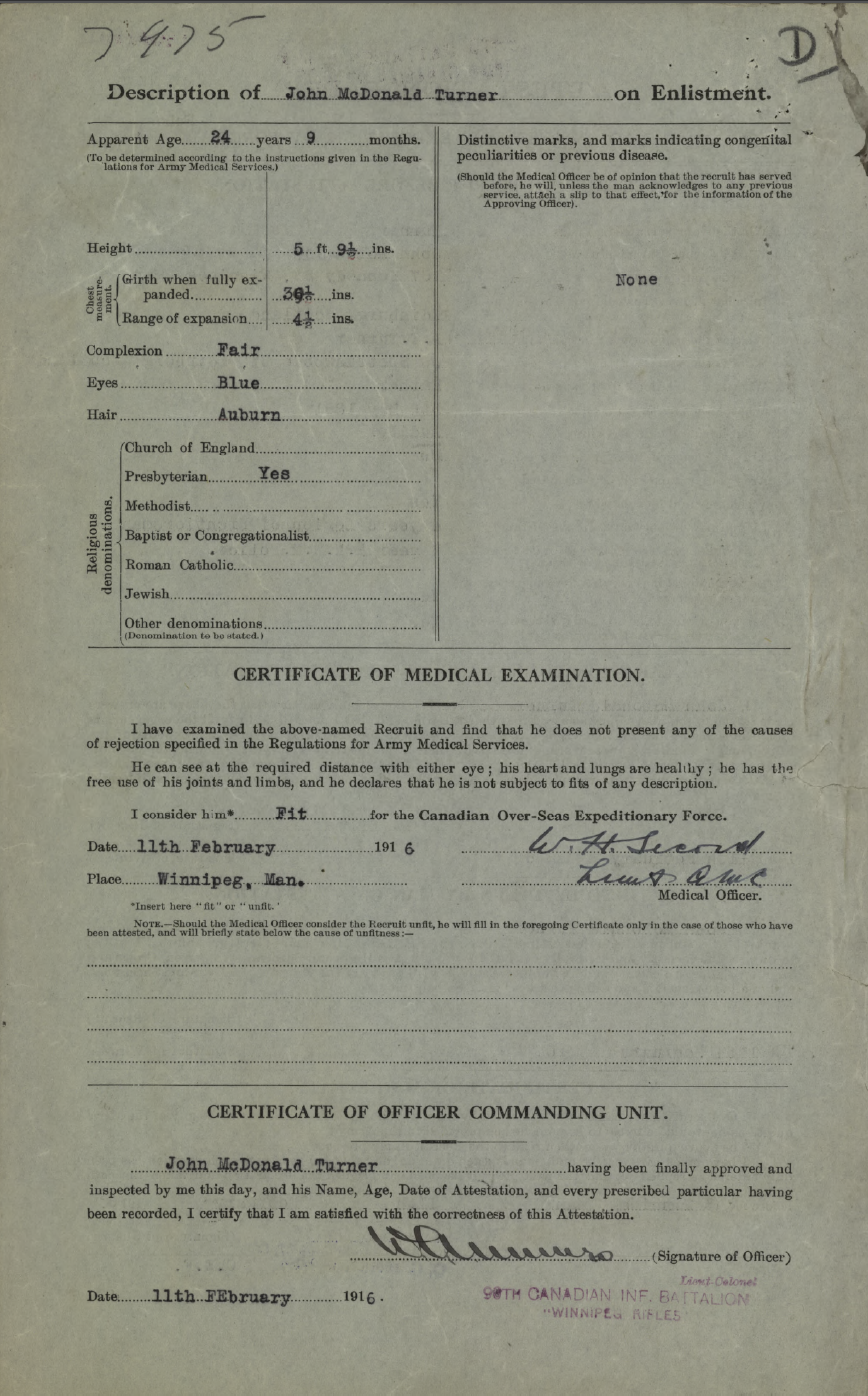 7975
D
Description of John McDonald Turner on Enlistment.
Apparent Age 24 years 9 months.
(To be determined according to the instructions given in the Regu-
lations for Army Medical Services.)
Height 5 ft 9½ ins.
Chest measure-ment.
Girth when fully ex-
panded ins.
Range of expansion 4½ ins.
Complexion Fair
Eyes Blue
Hair Auburn
Religious denominations.
Church of England
Presbyterian Yes
Methodist
Baptist or Congregationalist
Roman Catholic
Jewish
Other denominations
(Denomination to be stated.)
Distinctive marks, and marks indicating congenital
peculiarities or previous disease.
(Should the Medical Officer be of opinion that the recruit has served
before, he will, unless the man acknowledges to any previous
service, attach a slip to that effect, for the information of the
Approving Officer).
None
CERTIFICATE OF MEDICAL EXAMINATION.
I have examined the above-named Recruit and find that he does not present any of the causes
of rejection specified in the Regulations for Army Medical Services.
He can see at the required distance with either eye; his heart and lungs are healthy; he has the
free use of his joints and limbs, and he declares that he is not subject to fits of any description.
I consider him* Fit for the Canadian Over-Seas Expeditionary Force.
Date 11th February 1916
W. H. Secord
Place Winnipeg, Man.
Lieut AMC
Medical Officer.
*Insert here "fit" or "unfit."
NOTE.—Should the Medical Officer consider the Recruit unfit, he will fill in the foregoing Certificate only in the case of those who have
been attested, and will briefly state below the cause of unfitness:—
CERTIFICATE OF OFFICER COMMANDING UNIT.
John McDonald Turner having been finally approved and
inspected by me this day, and his Name, Age, Date of Attestation, and every prescribed particular having
been recorded, I certify that I am satisfied with the correctness of this Attestation.
(Signature of Officer)
Lieut-Colonel
Date 11th FEbruary 1916.
90TH CANADIAN INF. BATTALION
"WINNIPEG RIFLES"